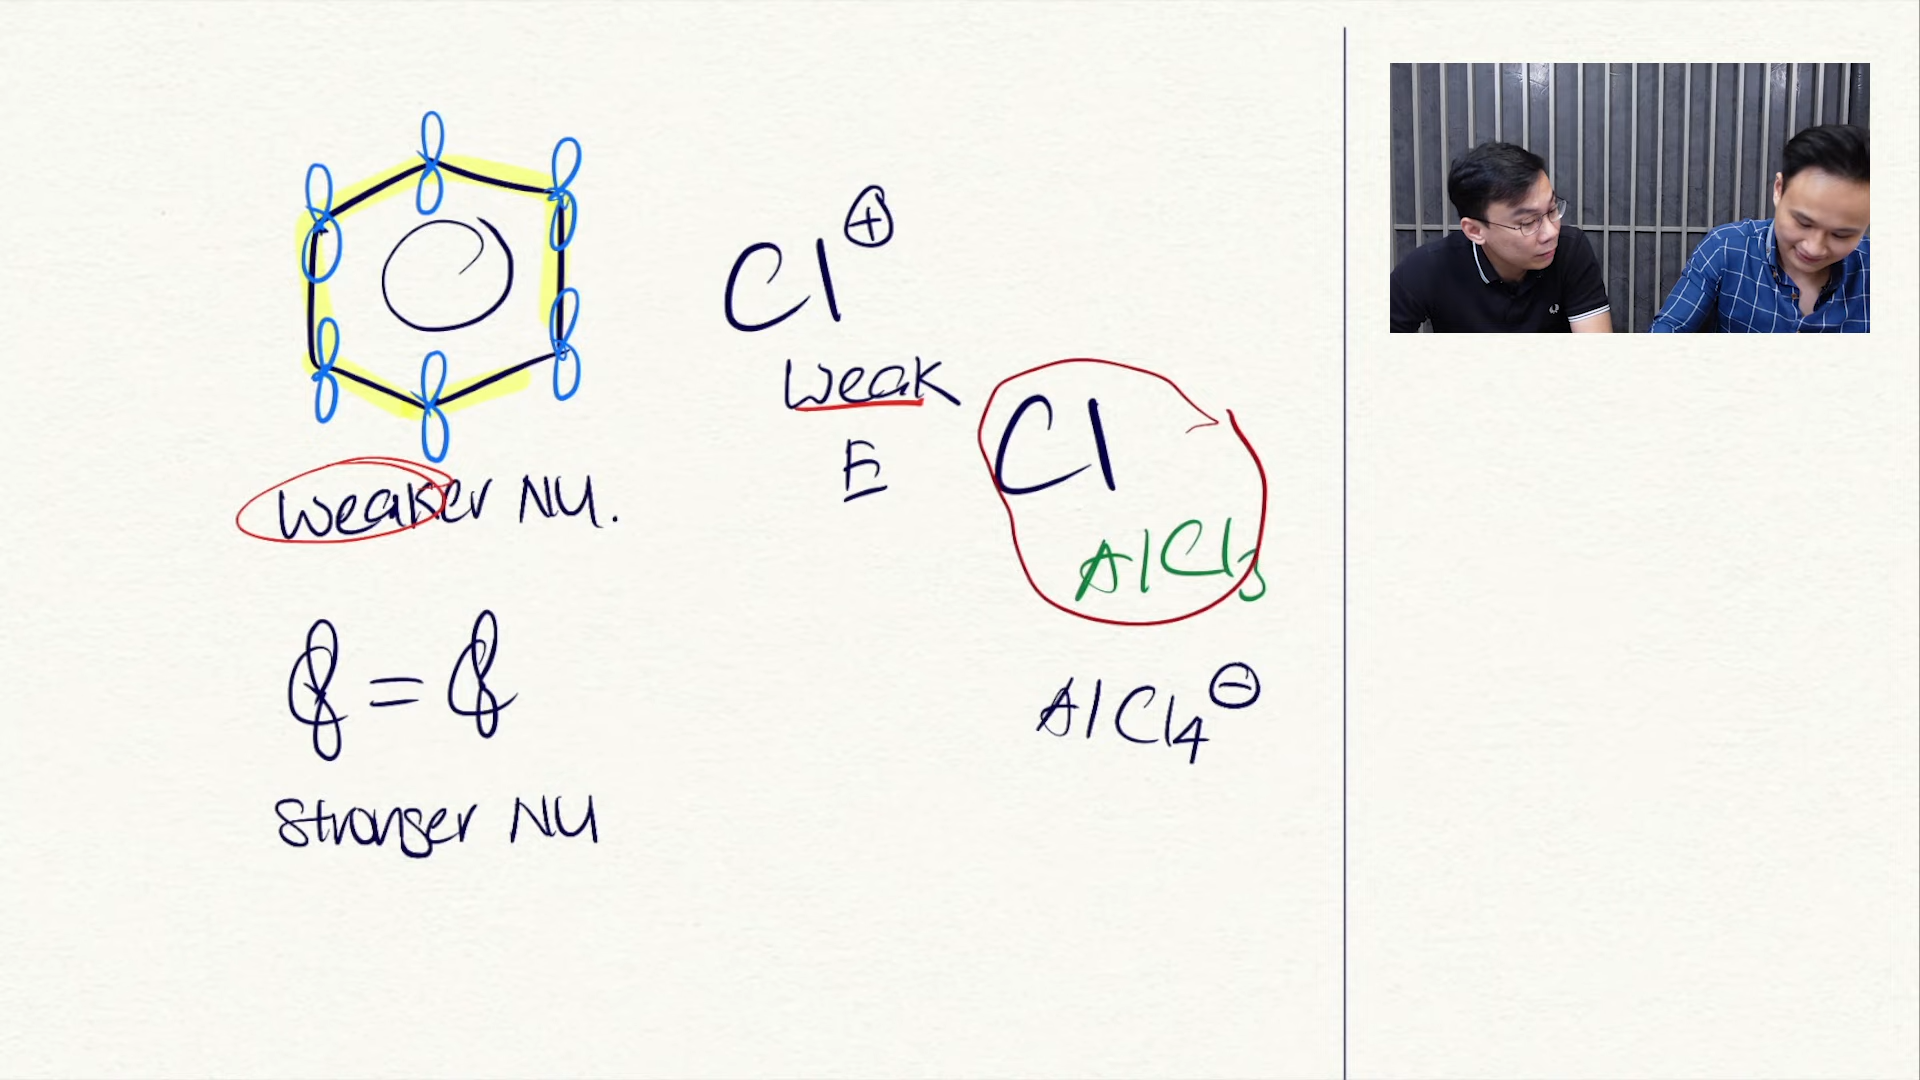 Cl⊕
Weak
E
Cl
AlCl3
AlCl4⊖
Weaker NU.
=
Stronger NU